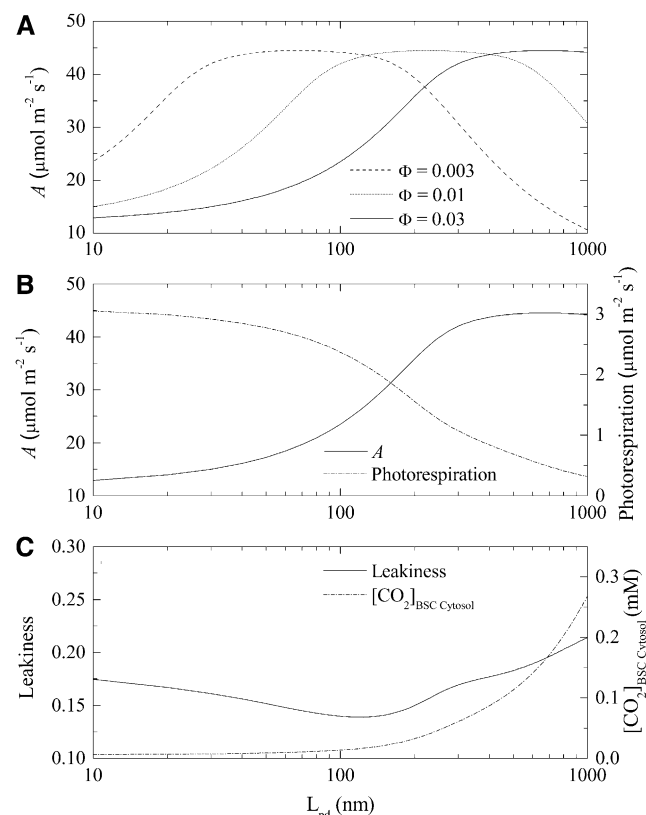 A
50
40
30
20
10
A (μmol m⁻² s⁻¹)
Φ = 0.003
Φ = 0.01
Φ = 0.03
10
100
1000
B
50
40
30
20
10
A (μmol m⁻² s⁻¹)
A
Photorespiration
3
2
1
0
Photorespiration (μmol m⁻² s⁻¹)
10
100
1000
C
0.30
0.25
0.20
0.15
0.10
Leakiness
Leakiness
[CO₂]BSC Cytosol
0.3
0.2
0.1
0.0
[CO₂]BSC Cytosol (mM)
10
100
1000
Lpd (nm)